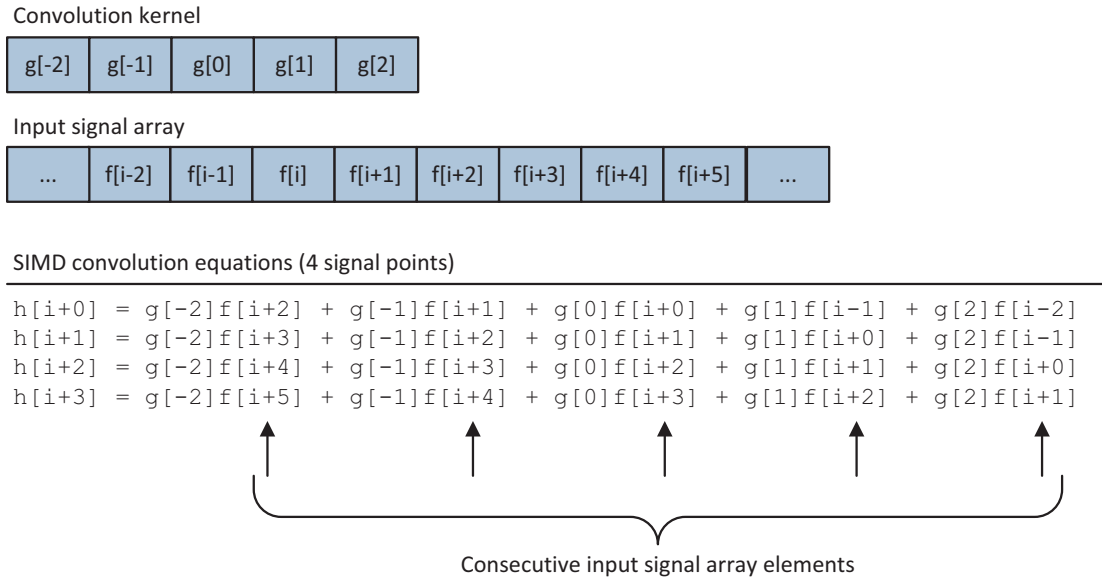 Convolution kernel
g[-2] g[-1] g[0] g[1] g[2]
Input signal array
... f[i-2] f[i-1] f[i] f[i+1] f[i+2] f[i+3] f[i+4] f[i+5] ...
SIMD convolution equations (4 signal points)
h[i+0] = g[-2]f[i+2] + g[-1]f[i+1] + g[0]f[i+0] + g[1]f[i-1] + g[2]f[i-2]
h[i+1] = g[-2]f[i+3] + g[-1]f[i+2] + g[0]f[i+1] + g[1]f[i+0] + g[2]f[i-1]
h[i+2] = g[-2]f[i+4] + g[-1]f[i+3] + g[0]f[i+2] + g[1]f[i+1] + g[2]f[i+0]
h[i+3] = g[-2]f[i+5] + g[-1]f[i+4] + g[0]f[i+3] + g[1]f[i+2] + g[2]f[i+1]
Consecutive input signal array elements